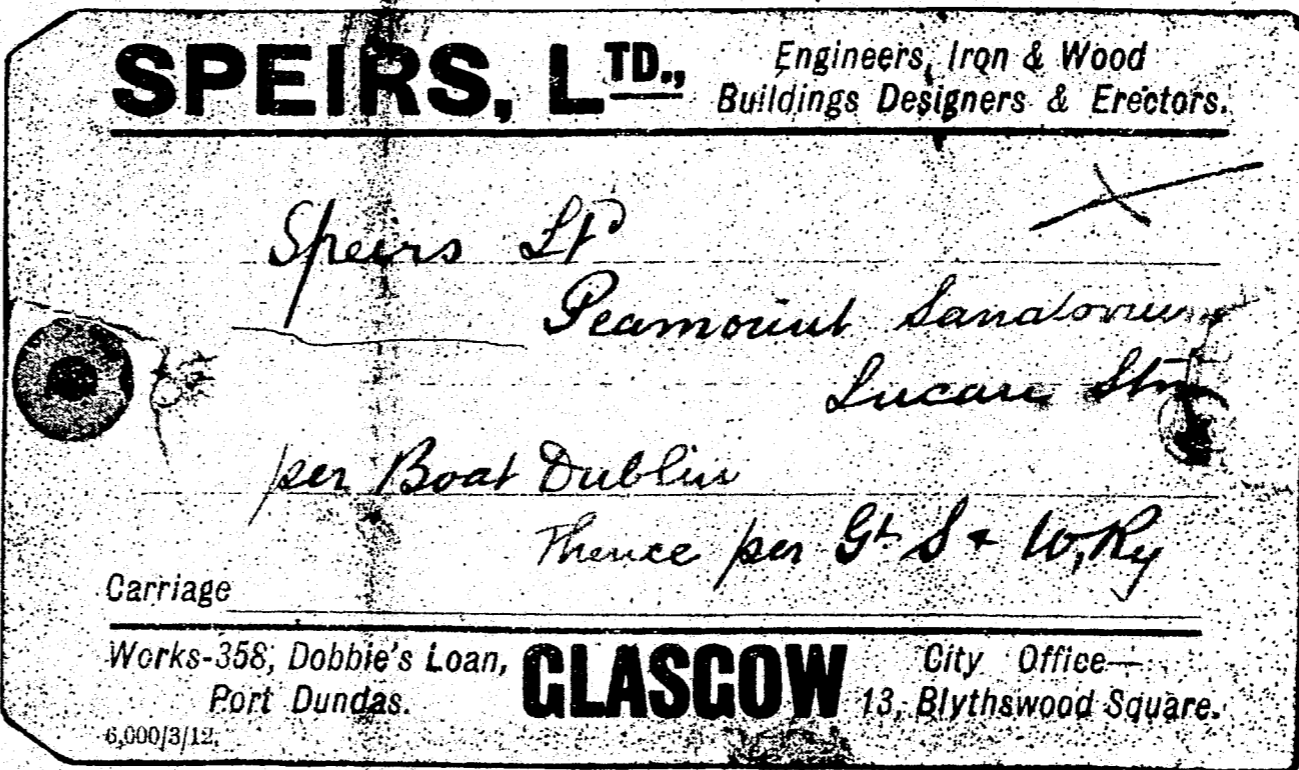 SPEIRS, LTD.,
Engineers, Iron & Wood
Buildings Designers & Erectors.
Speirs Ltd
Peamount Sanatorium
Lucan Stn
per Boat Dublin
Thence per Gt S & W. Ry
Carriage
Works-358, Dobbie's Loan,
Port Dundas.
GLASGOW
City Office—
13, Blythswood Square.
6,000/3/12.